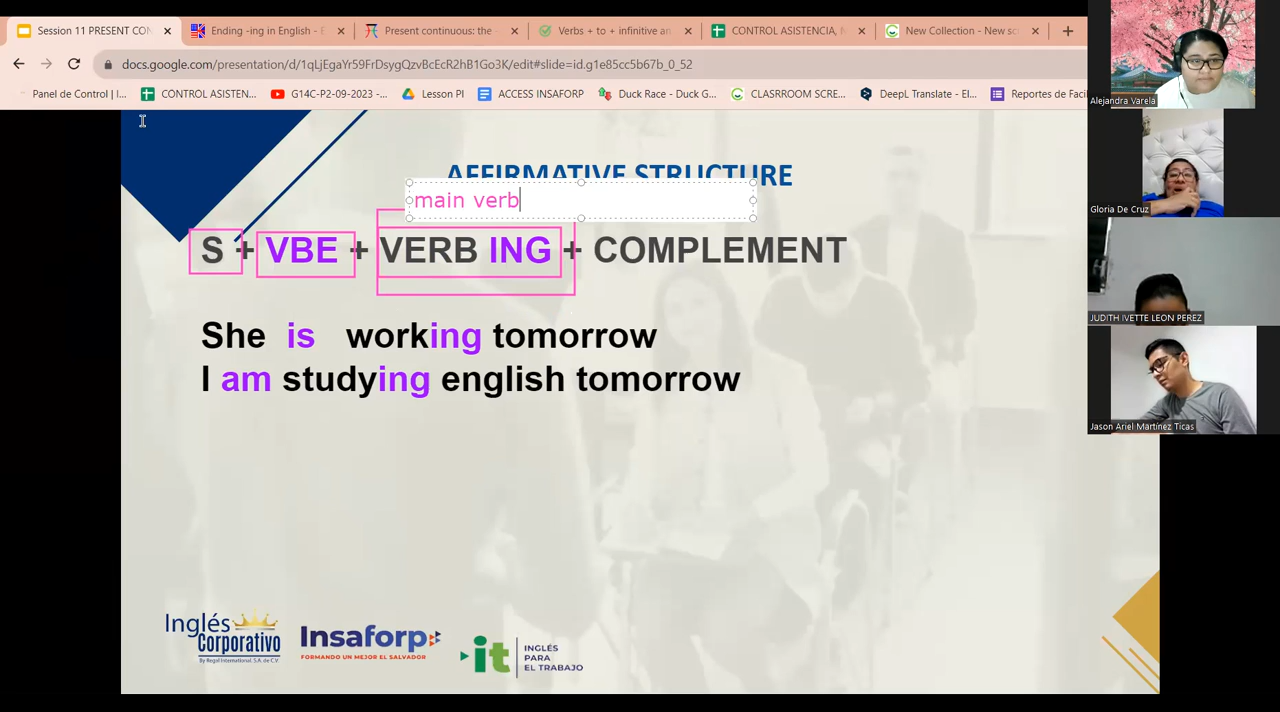 Session 11 PRESENT CON
Ending -ing in English - E
Present continuous: the
Verbs + to + infinitive an
CONTROL ASISTENCIA, N
New Collection - New sc
docs.google.com/presentation/d/1qLjEgaYr59FrDsygQzvBcEcR2hB1Go3K/edit#slide=id.g1e85cc5b67b_0_52
Panel de Control | I...
CONTROL ASISTEN...
G14C-P2-09-2023 -...
Lesson Pl
ACCESS INSAFORP
Duck Race - Duck G...
CLASRROOM SCRE...
DeepL Translate - El...
Reportes de Facil
Alejandra Varela
Gloria De Cruz
JUDITH IVETTE LEON PEREZ
Jason Ariel Martínez Ticas
AFFIRMATIVE STRUCTURE
main verb
S + VBE + VERB ING + COMPLEMENT
She is working tomorrow
I am studying english tomorrow
Inglés
Corporativo
By Regal International, S.A. de C.V
Insaforp
FORMANDO UN MEJOR EL SALVADOR
it
INGLÉS
PARA
EL TRABAJO